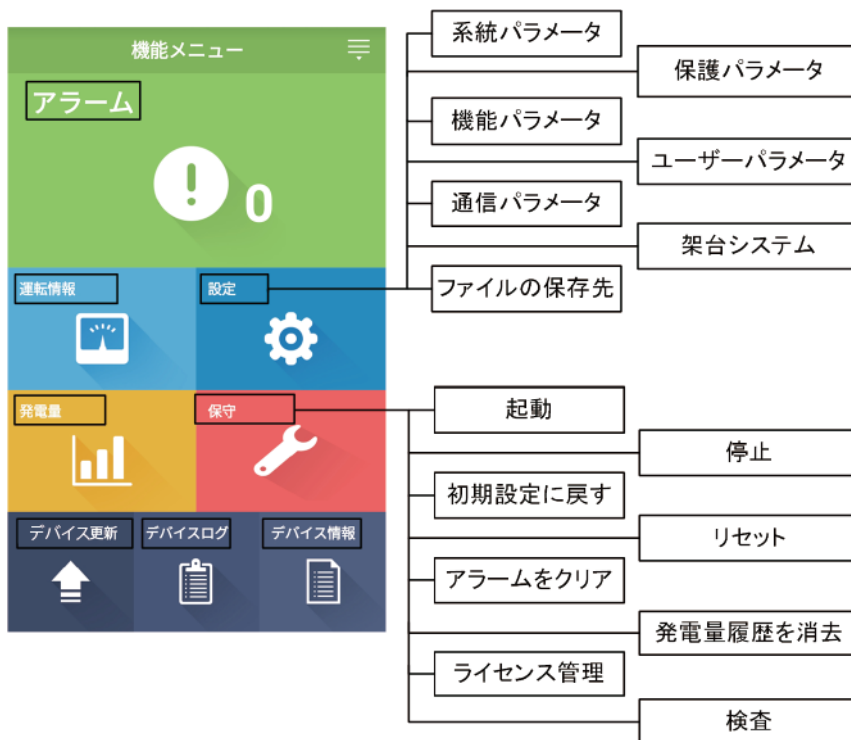 機能メニュー
アラーム
0
運転情報
設定
発電量
保守
デバイス更新
デバイスログ
デバイス情報
系統パラメータ
保護パラメータ
機能パラメータ
ユーザーパラメータ
通信パラメータ
架台システム
ファイルの保存先
起動
停止
初期設定に戻す
リセット
アラームをクリア
発電量履歴を消去
ライセンス管理
検査